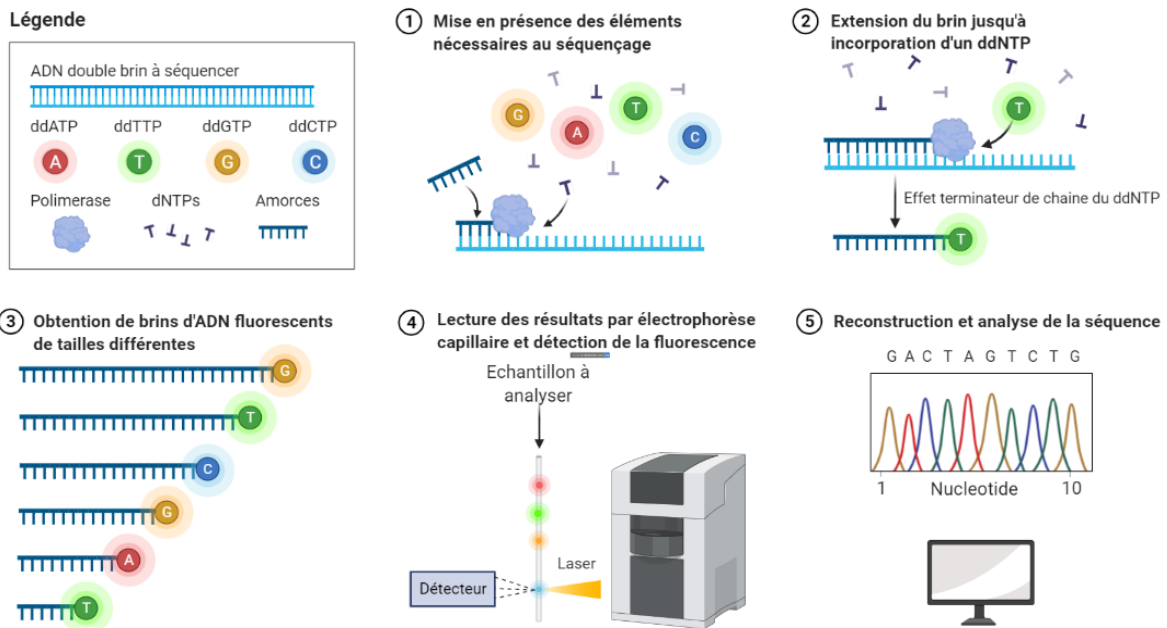 Légende
ADN double brin à séquencer
ddATP ddTTP ddGTP ddCTP
A T G C
Polimerase dNTPs Amorces
1 Mise en présence des éléments
nécessaires au séquençage
G A T C
2 Extension du brin jusqu'à
incorporation d'un ddNTP
T
Effet terminateur de chaine du ddNTP
T
3 Obtention de brins d'ADN fluorescents
de tailles différentes
G
T
C
G
A
T
4 Lecture des résultats par électrophorèse
capillaire et détection de la fluorescence
Echantillon à
analyser
Laser
Détecteur
5 Reconstruction et analyse de la séquence
G A C T A G T C T G
1 Nucleotide 10